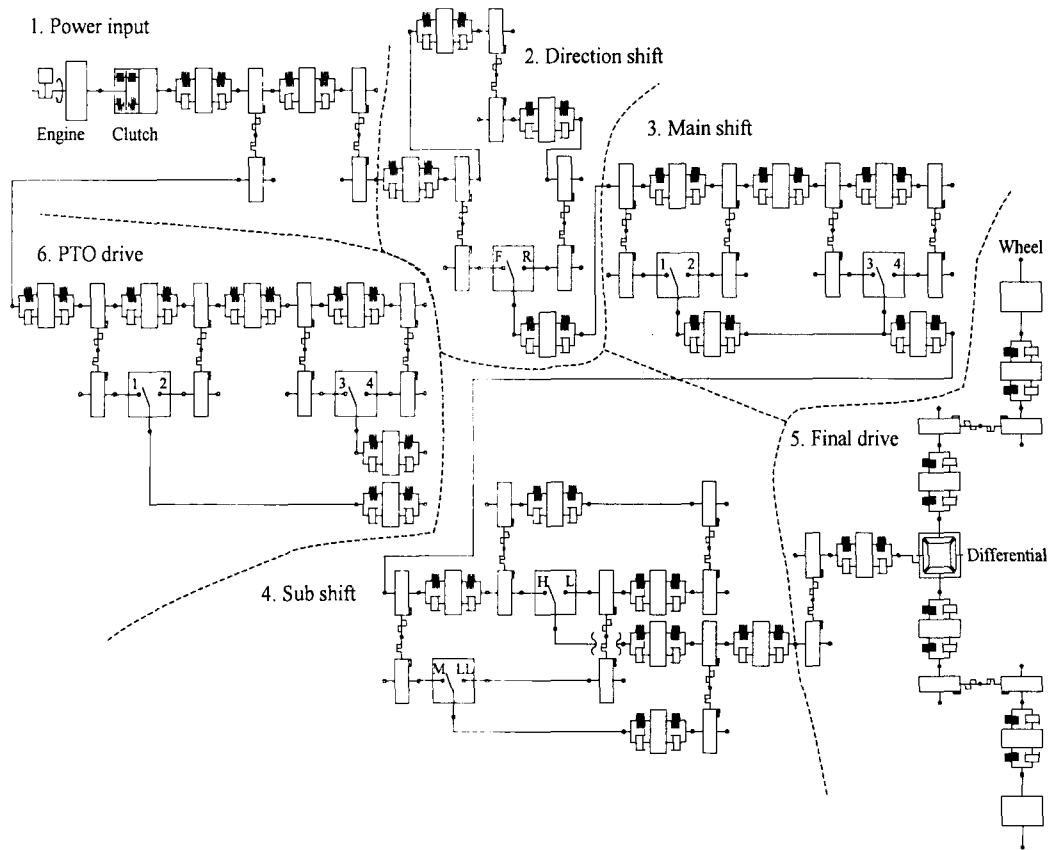 1. Power input
Engine
Clutch
2. Direction shift
F R
3. Main shift
1 2
3 4
6. PTO drive
1 2
3 4
4. Sub shift
H L
M LL
5. Final drive
Wheel
Differential